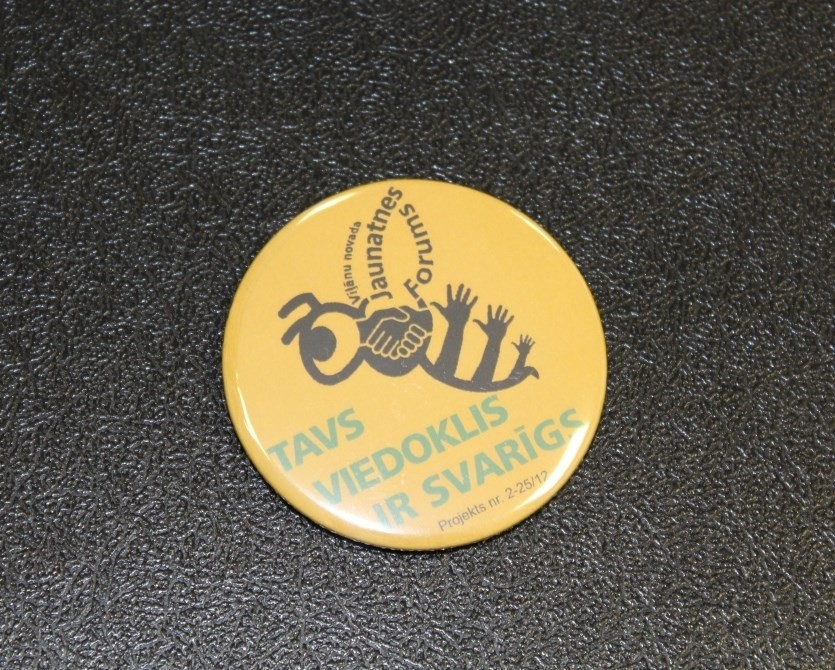 Viļānu novada
Jaunatnes
Forums
TAVS
VIEDOKLIS
IR SVARĪGS
Projekts nr. 2-25/12